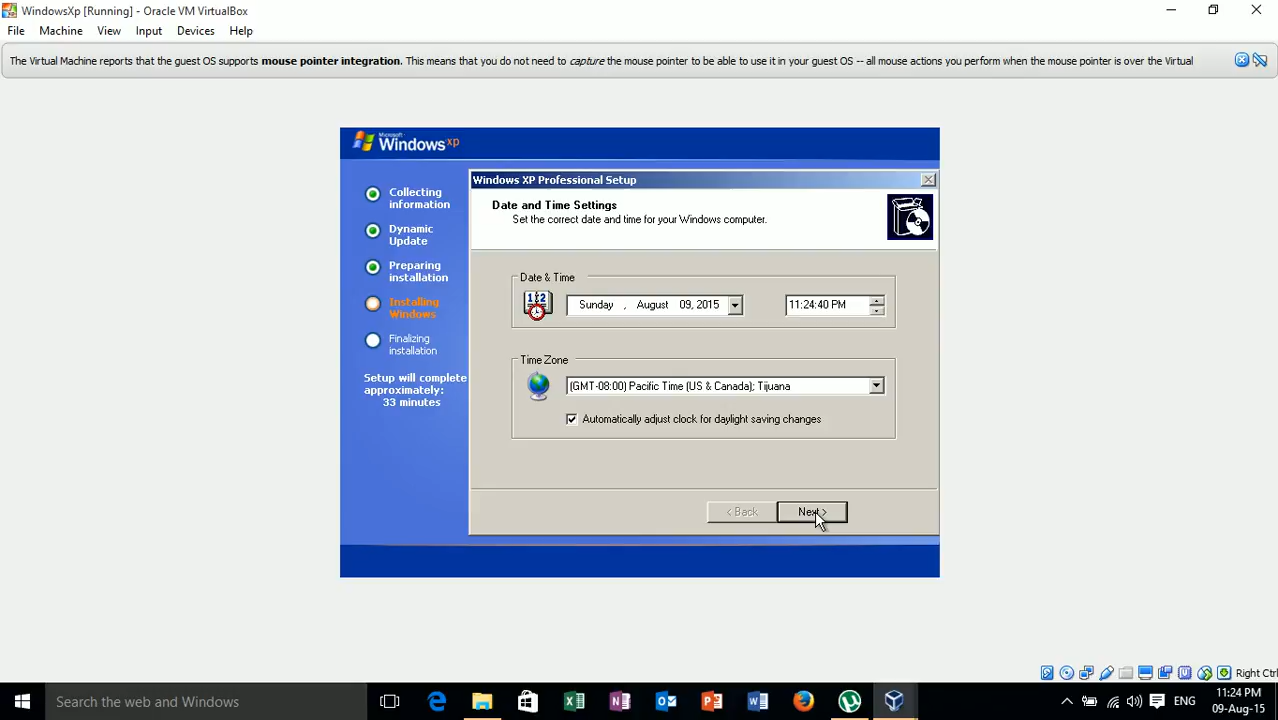 WindowsXp [Running] - Oracle VM VirtualBox
File Machine View Input Devices Help
The Virtual Machine reports that the guest OS supports mouse pointer integration. This means that you do not need to capture the mouse pointer to be able to use it in your guest OS -- all mouse actions you perform when the mouse pointer is over the Virtual
Microsoft
Windows xp
Collecting
information
Dynamic
Update
Preparing
installation
Installing
Windows
Finalizing
installation
Setup will complete
approximately:
33 minutes
Windows XP Professional Setup
Date and Time Settings
Set the correct date and time for your Windows computer.
Date & Time
Sunday , August 09, 2015
11:24:40 PM
Time Zone
(GMT-08:00) Pacific Time (US & Canada); Tijuana
Automatically adjust clock for daylight saving changes
< Back
Next >
Right Ctrl
Search the web and Windows
ENG
11:24 PM
09-Aug-15